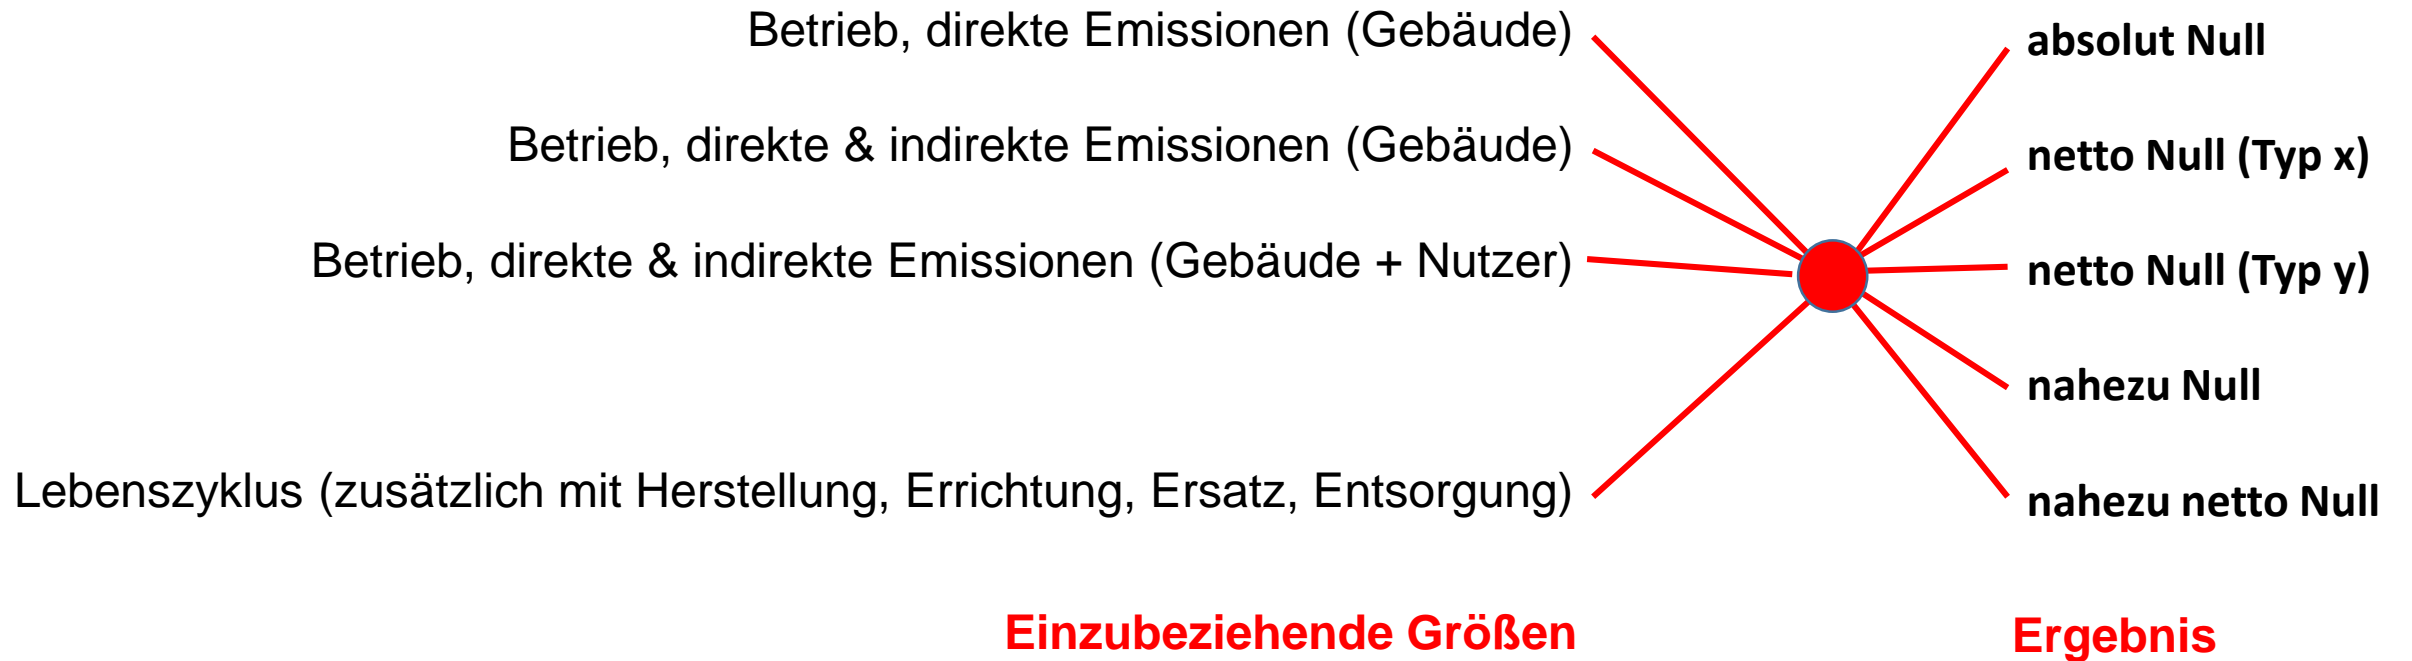 Betrieb, direkte Emissionen (Gebäude)
absolut Null
Betrieb, direkte & indirekte Emissionen (Gebäude)
netto Null (Typ x)
Betrieb, direkte & indirekte Emissionen (Gebäude + Nutzer)
netto Null (Typ y)
nahezu Null
Lebenszyklus (zusätzlich mit Herstellung, Errichtung, Ersatz, Entsorgung)
nahezu netto Null
Einzubeziehende Größen
Ergebnis